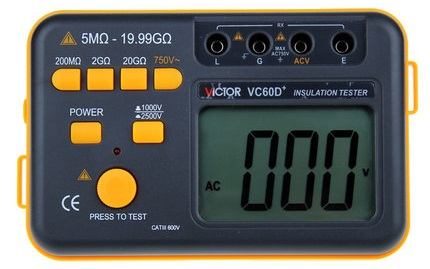 5MΩ - 19.99GΩ
200MΩ 2GΩ 20GΩ 750V~
RX
MAX
AC750V
L G ACV E
POWER
1000V
2500V
VICTOR VC60D+ INSULATION TESTER
AC 000 V
CE
PRESS TO TEST
CATIII 600V